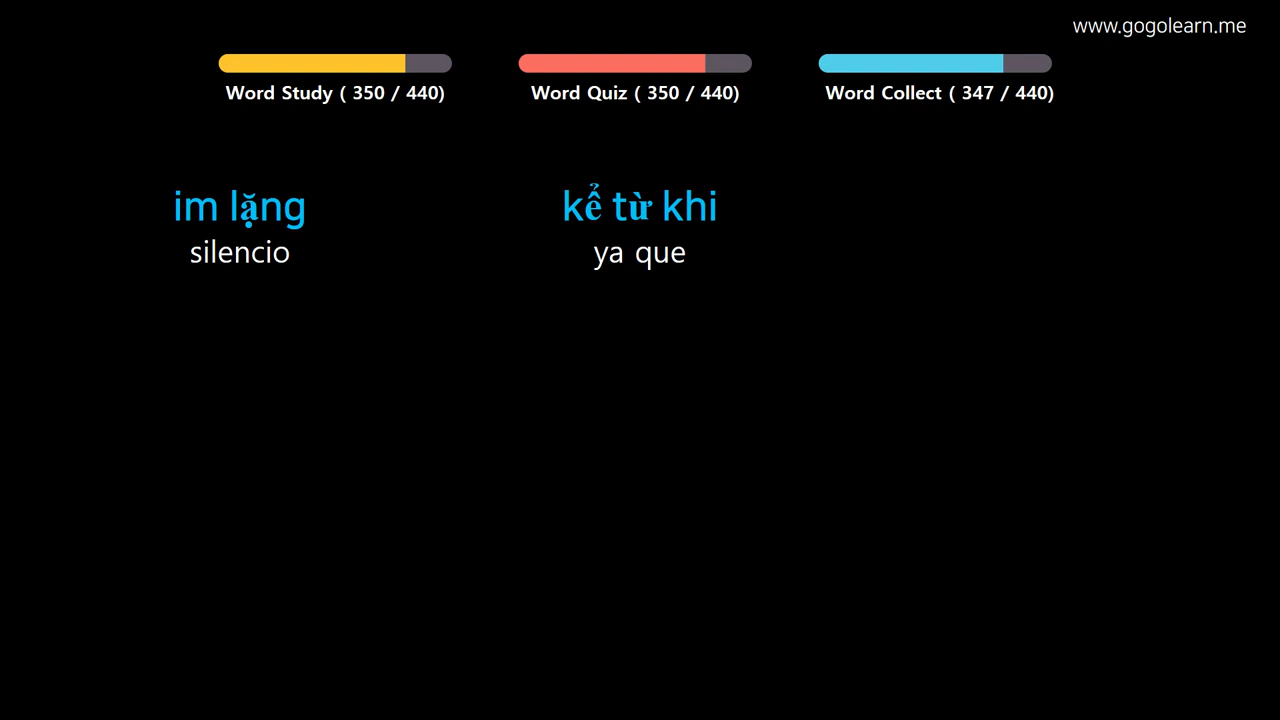 www.gogolearn.me
Word Study ( 350 / 440)
Word Quiz ( 350 / 440)
Word Collect ( 347 / 440)
im lặng
silencio
kể từ khi
ya que